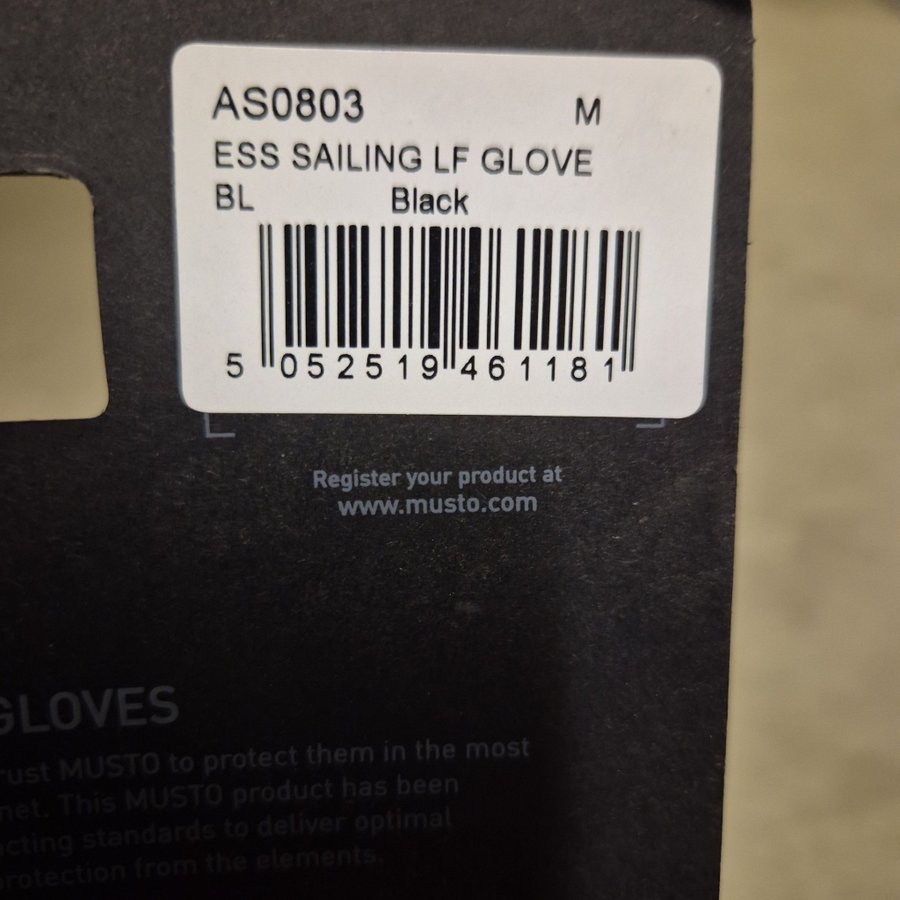 AS0803 M
ESS SAILING LF GLOVE
BL Black
5 052519 461181
Register your product at
www.musto.com
GLOVES
rust MUSTO to protect them in the most
net. This MUSTO product has been
acting standards to deliver optimal
protection from the elements.